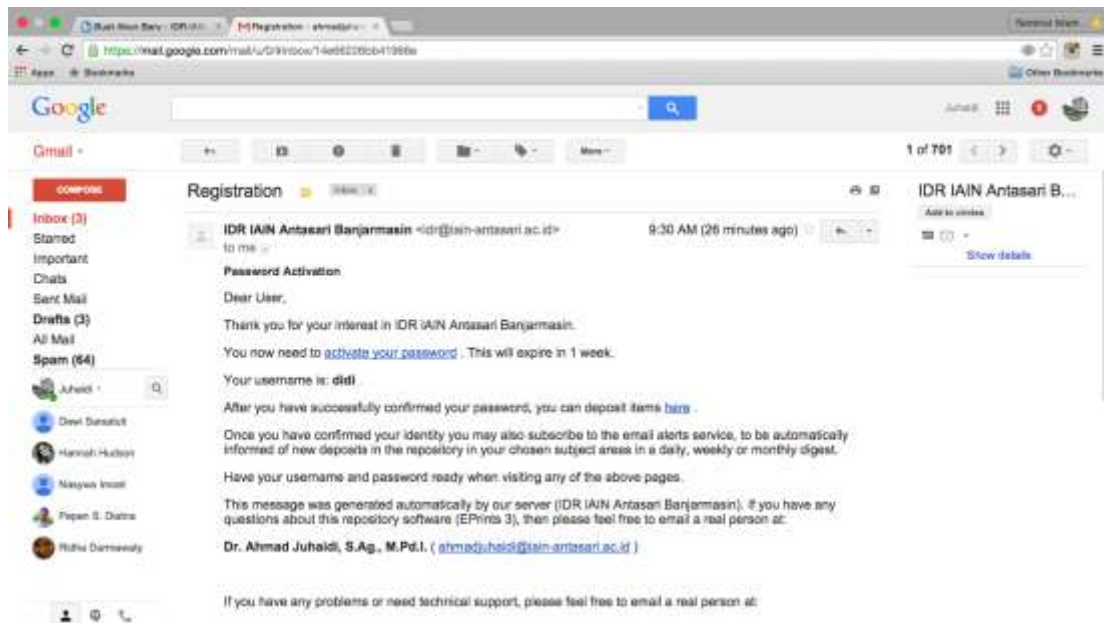 https://mail.google.com/mail/u/0/#inbox/
Apps Bookmarks
Other Bookmarks
Google
Juhaidi
Gmail
More
1 of 701
COMPOSE
Inbox (3)
Starred
Important
Chats
Sent Mail
Drafts (3)
All Mail
Spam (64)
Juhaidi
Hannah Hudson
Registration
Inbox x
IDR IAIN Antasari Banjarmasin <idr@iain-antasari.ac.id>
9:30 AM (26 minutes ago)
to me
Password Activation
Dear User,
Thank you for your interest in IDR IAIN Antasari Banjarmasin.
You now need to activate your password . This will expire in 1 week.
Your username is: didi .
After you have successfully confirmed your password, you can deposit items here .
Once you have confirmed your identity you may also subscribe to the email alerts service, to be automatically
informed of new deposits in the repository in your chosen subject areas in a daily, weekly or monthly digest.
Have your username and password ready when visiting any of the above pages.
This message was generated automatically by our server (IDR IAIN Antasari Banjarmasin). If you have any
questions about this repository software (EPrints 3), then please feel free to email a real person at:
Dr. Ahmad Juhaidi, S.Ag., M.Pd.I. ( ahmadjuhaidi@iain-antasari.ac.id )
If you have any problems or need technical support, please feel free to email a real person at:
IDR IAIN Antasari B...
Add to circles
Show details